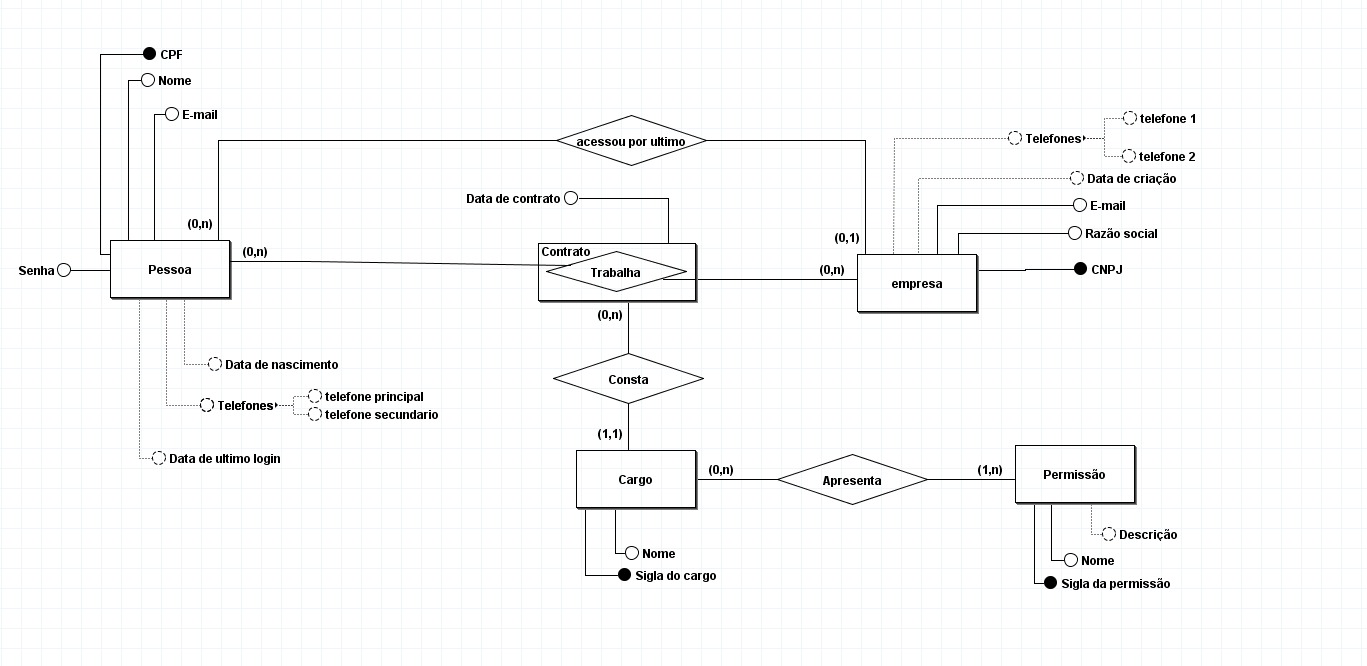 CPF
Nome
E-mail
acessou por ultimo
telefone 1
Telefones
telefone 2
Data de criação
Data de contrato
E-mail
(0,n)
Razão social
(0,1)
(0,n)
Contrato
Senha
Pessoa
Trabalha
(0,n)
empresa
CNPJ
(0,n)
Data de nascimento
Consta
telefone principal
Telefones
telefone secundario
(1,1)
Data de ultimo login
Cargo
(0,n)
Apresenta
(1,n)
Permissão
Descrição
Nome
Nome
Sigla do cargo
Sigla da permissão